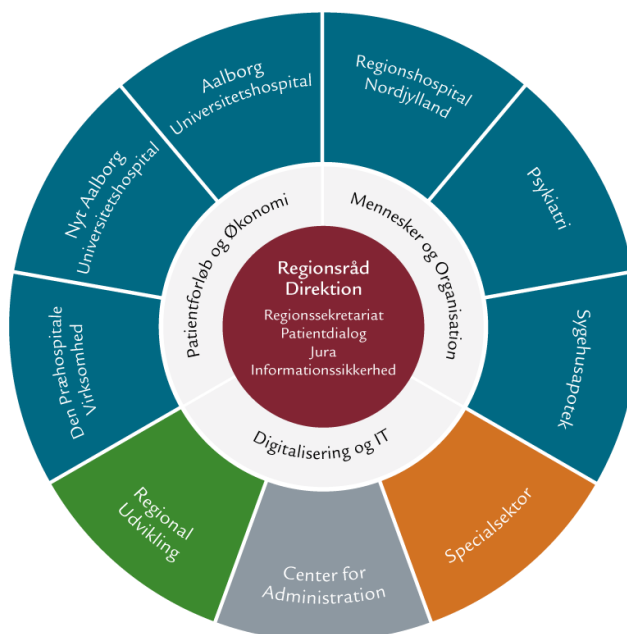 Aalborg
Universitetshospital
Regionshospital
Nordjylland
Psykiatri
Sygehusapotek
Specialsektor
Center for
Administration
Regional
Udvikling
Den Præhospitale
Virksomhed
Nyt Aalborg
Universitetshospital
Patientforløb og Økonomi
Mennesker og Organisation
Digitalisering og IT
Regionsråd
Direktion
Regionssekretariat
Patientdialog
Jura
Informationssikkerhed